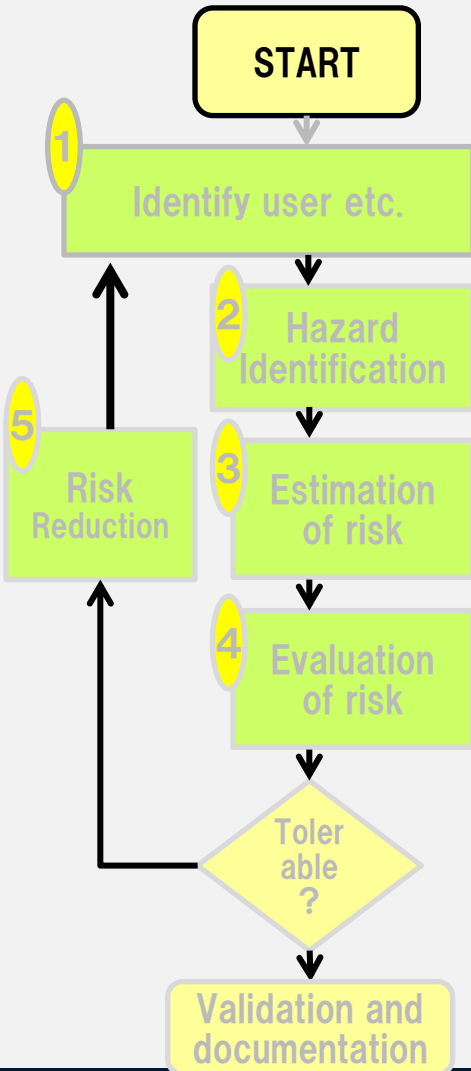 START
1
Identify user etc.
2
Hazard
Identification
3
Estimation
of risk
4
Evaluation
of risk
5
Risk
Reduction
Toler
able
?
Validation and
documentation